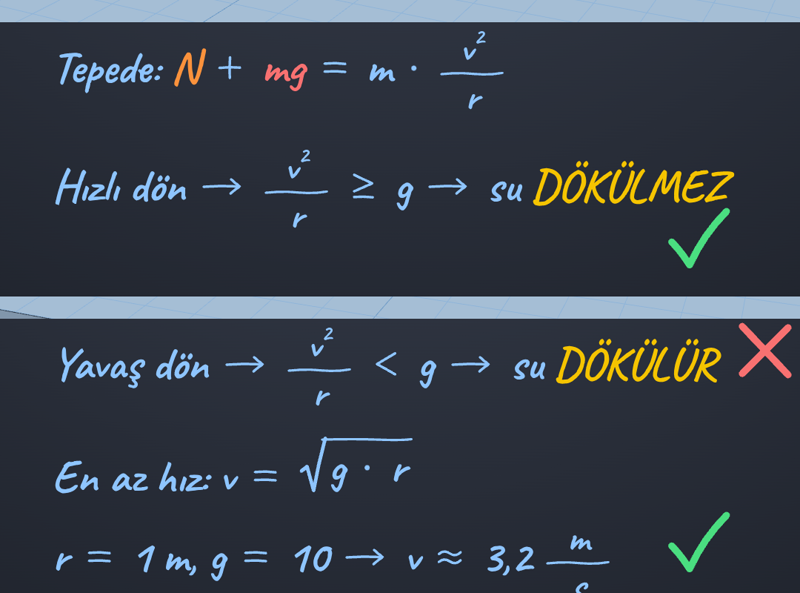 Tepede: N + mg = m · v²/r
Hızlı dön → v²/r ≥ g → su DÖKÜLMEZ
Yavaş dön → v²/r < g → su DÖKÜLÜR
En az hız: v = √(g · r)
r = 1 m, g = 10 → v ≈ 3,2 m/s